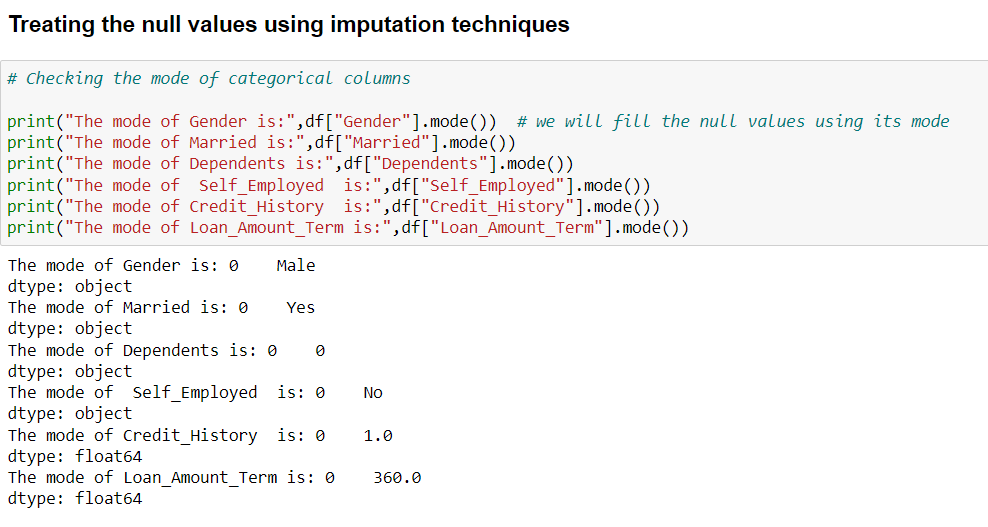 Treating the null values using imputation techniques
# Checking the mode of categorical columns
print("The mode of Gender is:",df["Gender"].mode())  # we will fill the null values using its mode
print("The mode of Married is:",df["Married"].mode())
print("The mode of Dependents is:",df["Dependents"].mode())
print("The mode of  Self_Employed  is:",df["Self_Employed"].mode())
print("The mode of Credit_History  is:",df["Credit_History"].mode())
print("The mode of Loan_Amount_Term is:",df["Loan_Amount_Term"].mode())
The mode of Gender is: 0    Male
dtype: object
The mode of Married is: 0    Yes
dtype: object
The mode of Dependents is: 0    0
dtype: object
The mode of  Self_Employed  is: 0    No
dtype: object
The mode of Credit_History  is: 0    1.0
dtype: float64
The mode of Loan_Amount_Term is: 0    360.0
dtype: float64